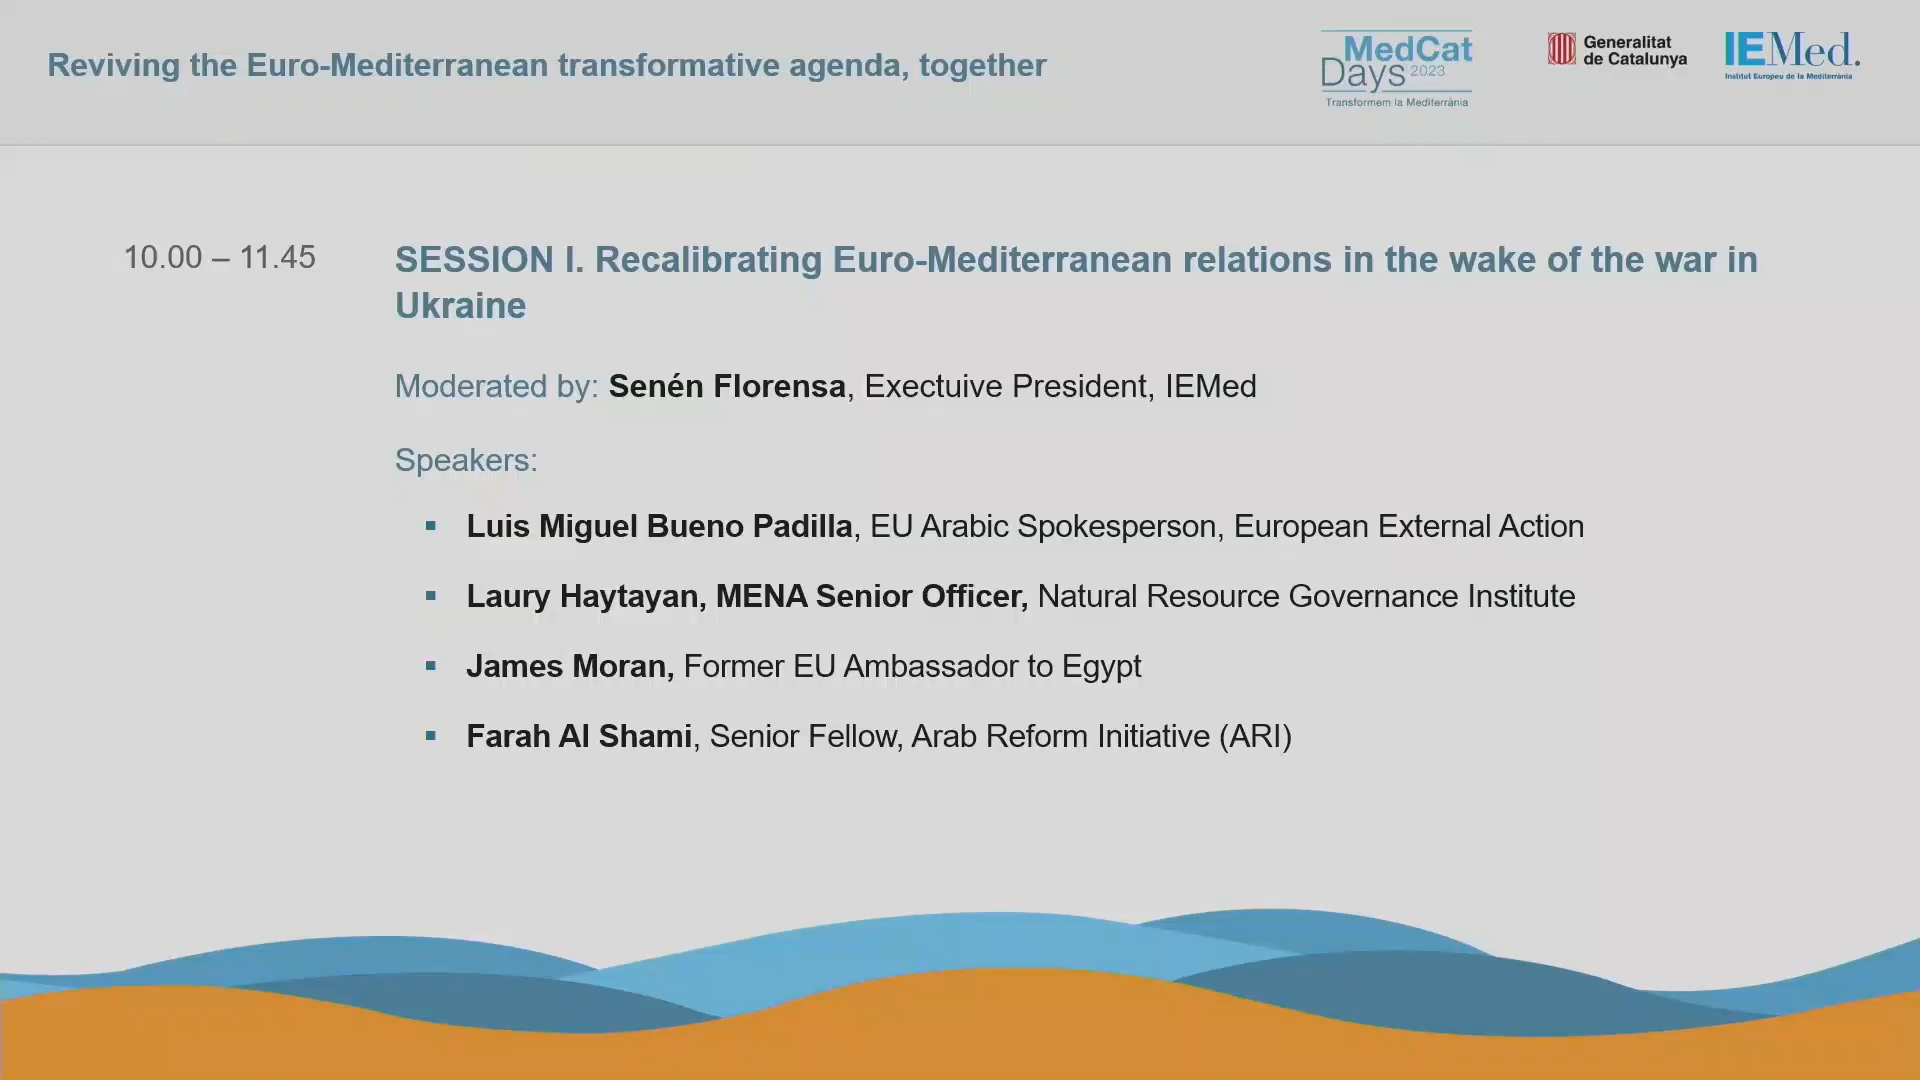 Reviving the Euro-Mediterranean transformative agenda, together
MedCat
Days 2023
Transformem la Mediterrània
Generalitat
de Catalunya
IEMed.
Institut Europeu de la Mediterrània
10.00 – 11.45
SESSION I. Recalibrating Euro-Mediterranean relations in the wake of the war in
Ukraine
Moderated by: Senén Florensa, Exectuive President, IEMed
Speakers:
▪ Luis Miguel Bueno Padilla, EU Arabic Spokesperson, European External Action
▪ Laury Haytayan, MENA Senior Officer, Natural Resource Governance Institute
▪ James Moran, Former EU Ambassador to Egypt
▪ Farah Al Shami, Senior Fellow, Arab Reform Initiative (ARI)